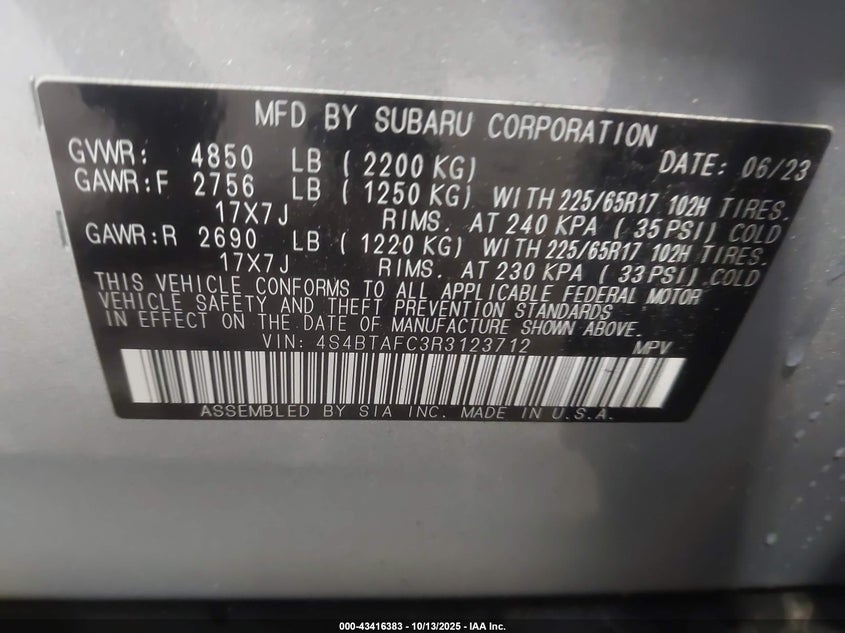 MFD BY SUBARU CORPORATION
GVWR: 4850 LB ( 2200 KG) DATE: 06/23
GAWR:F 2756 LB ( 1250 KG) WITH 225/65R17 102H TIRES.
17X7J RIMS. AT 240 KPA ( 35 PSI) COLD
GAWR:R 2690 LB ( 1220 KG) WITH 225/65R17 102H TIRES.
17X7J RIMS. AT 230 KPA ( 33 PSI) COLD
THIS VEHICLE CONFORMS TO ALL APPLICABLE FEDERAL MOTOR
VEHICLE SAFETY AND THEFT PREVENTION STANDARDS
IN EFFECT ON THE DATE OF MANUFACTURE SHOWN ABOVE.
VIN: 4S4BTAFC3R3123712 MPV
ASSEMBLED BY SIA INC. MADE IN U.S.A.
000-43416383 - 10/13/2025 - IAA Inc.